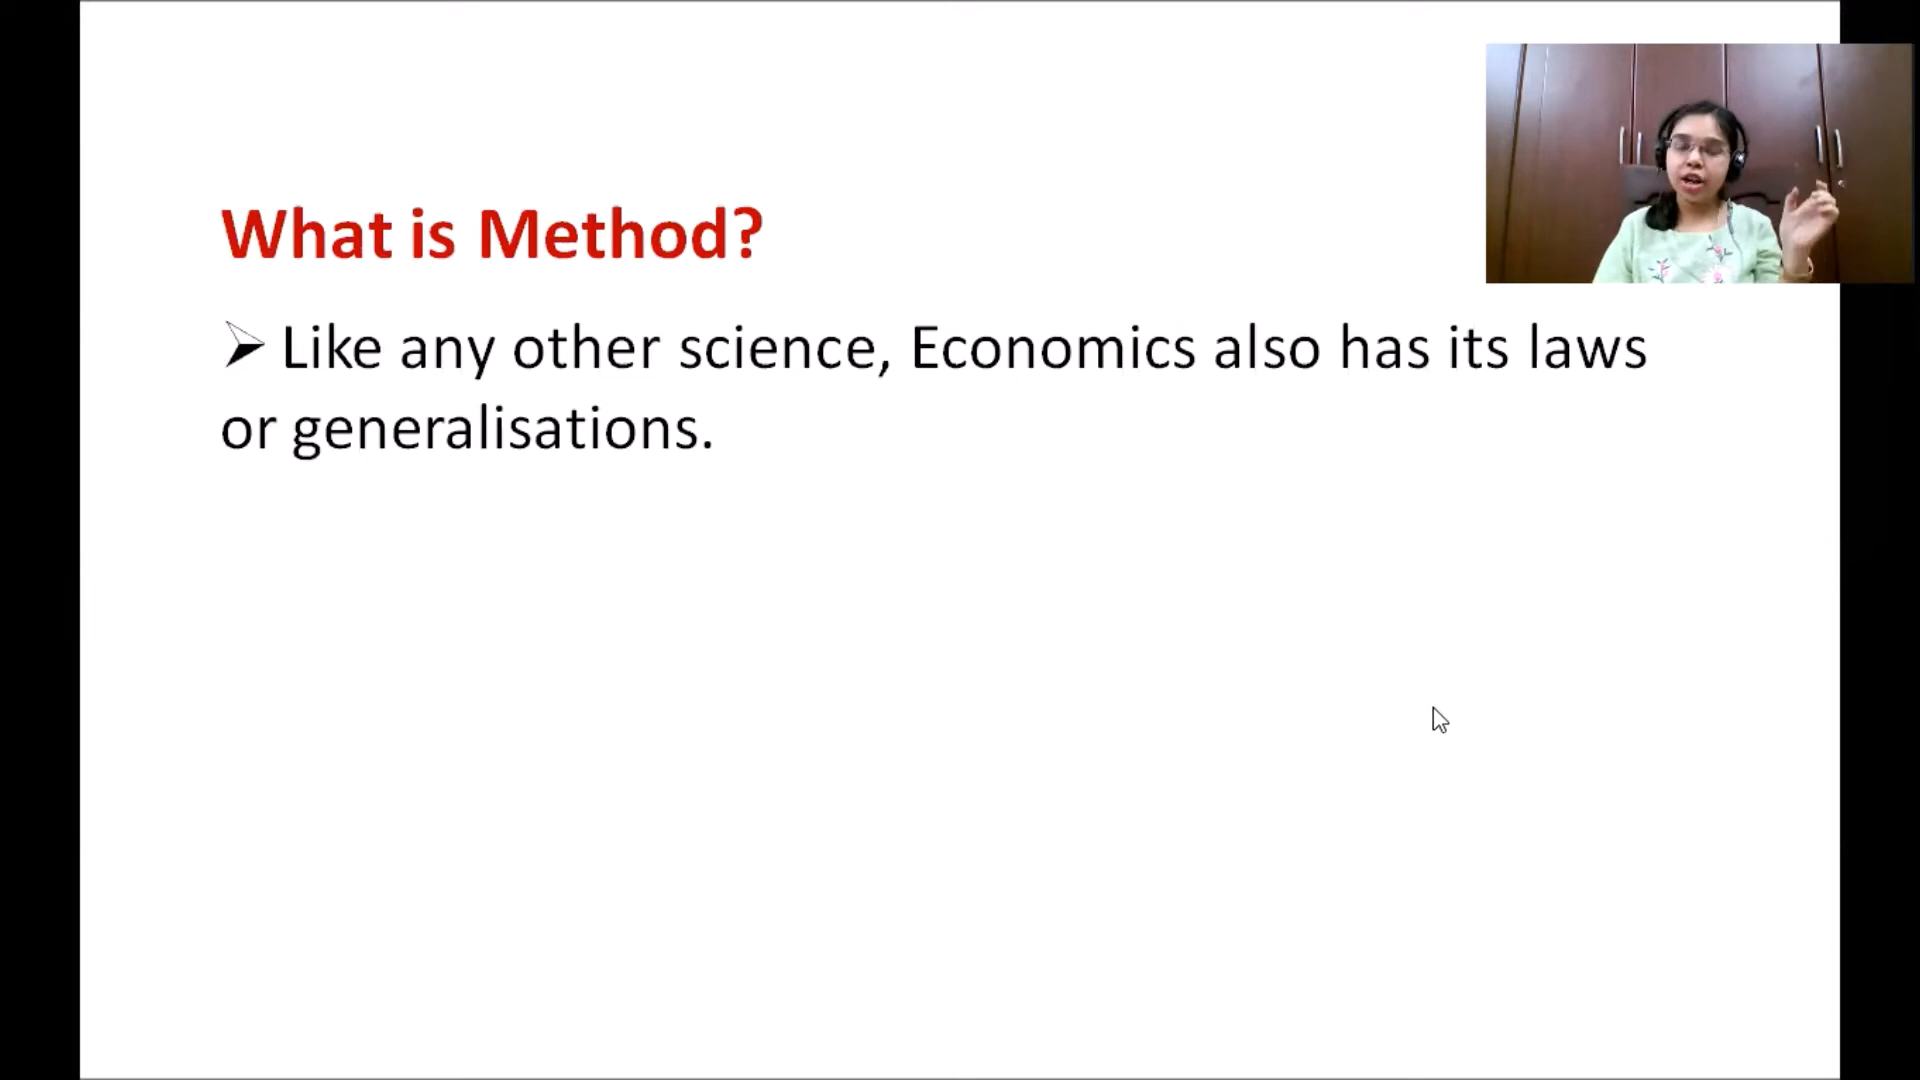 What is Method?
➢ Like any other science, Economics also has its laws
or generalisations.